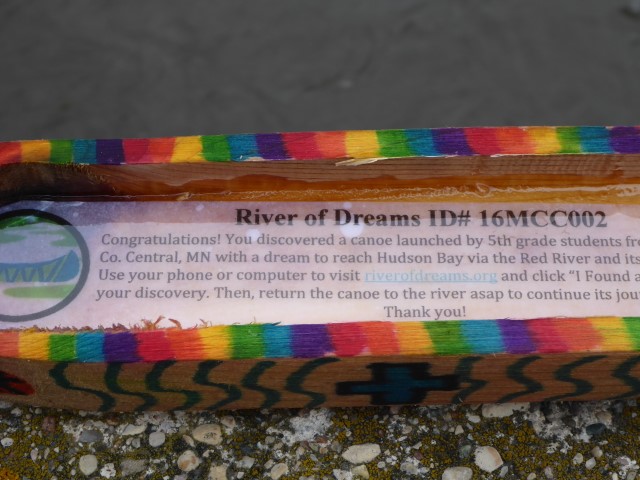 River of Dreams ID# 16MCC002
Congratulations! You discovered a canoe launched by 5th grade students
Co. Central, MN with a dream to reach Hudson Bay via the Red River and its
Use your phone or computer to visit riverofdreams.org and click "I Found a
your discovery. Then, return the canoe to the river asap to continue its
Thank you!